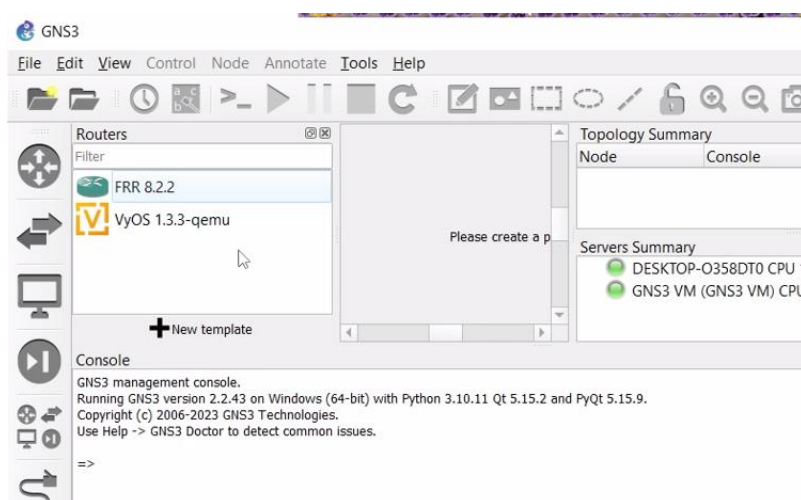 GNS3
File Edit View Control Node Annotate Tools Help
Routers
Filter
FRR 8.2.2
VyOS 1.3.3-qemu
New template
Please create a p
Topology Summary
Node Console
Servers Summary
DESKTOP-O358DT0 CPU
GNS3 VM (GNS3 VM) CPU
Console
GNS3 management console.
Running GNS3 version 2.2.43 on Windows (64-bit) with Python 3.10.11 Qt 5.15.2 and PyQt 5.15.9.
Copyright (c) 2006-2023 GNS3 Technologies.
Use Help -> GNS3 Doctor to detect common issues.
=>